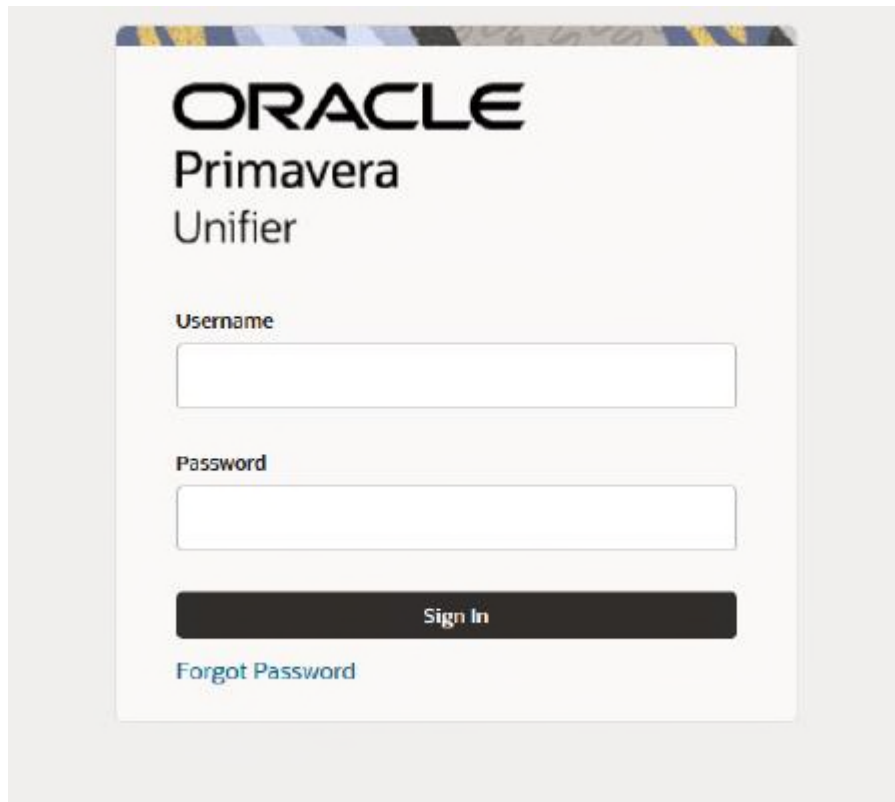 ORACLE
Primavera
Unifier
Username
Password
Sign In
Forgot Password